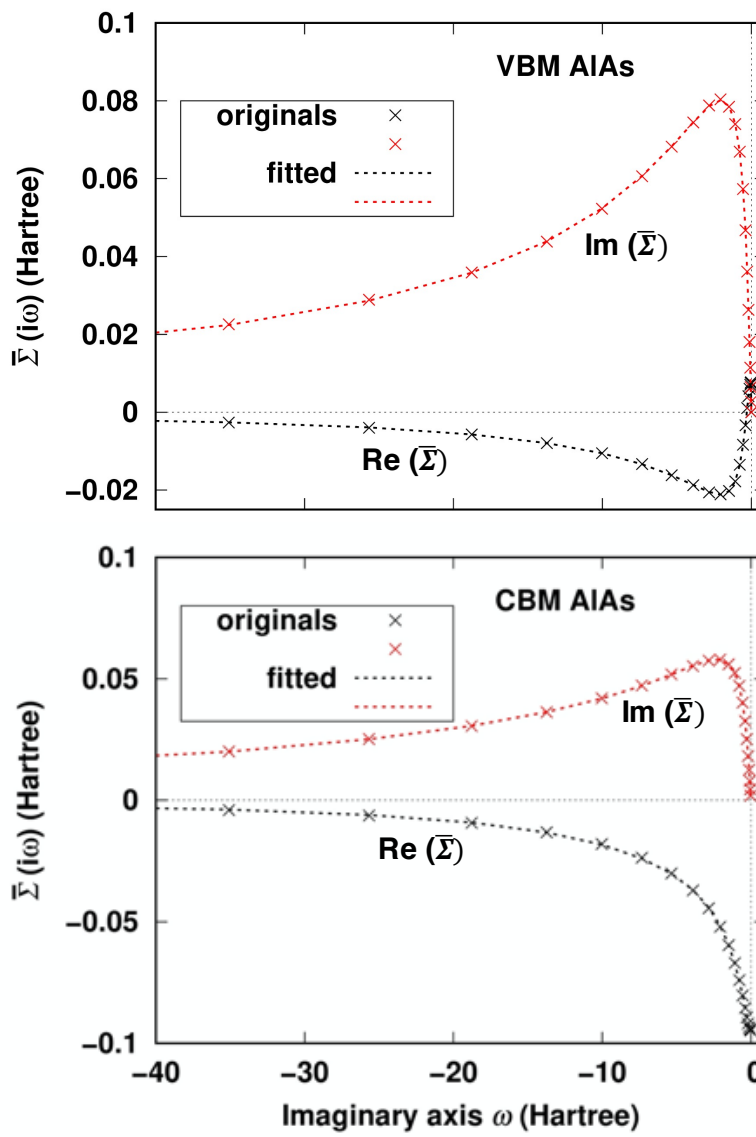 0.1
VBM AlAs
0.08
originals
fitted
0.06
Im (Σ̅)
0.04
0.02
0
Re (Σ̅)
−0.02
Σ̅ (iω) (Hartree)
0.1
CBM AlAs
originals
fitted
0.05
Im (Σ̅)
0
Re (Σ̅)
−0.05
−0.1
Σ̅ (iω) (Hartree)
−40 −30 −20 −10 0
Imaginary axis ω (Hartree)